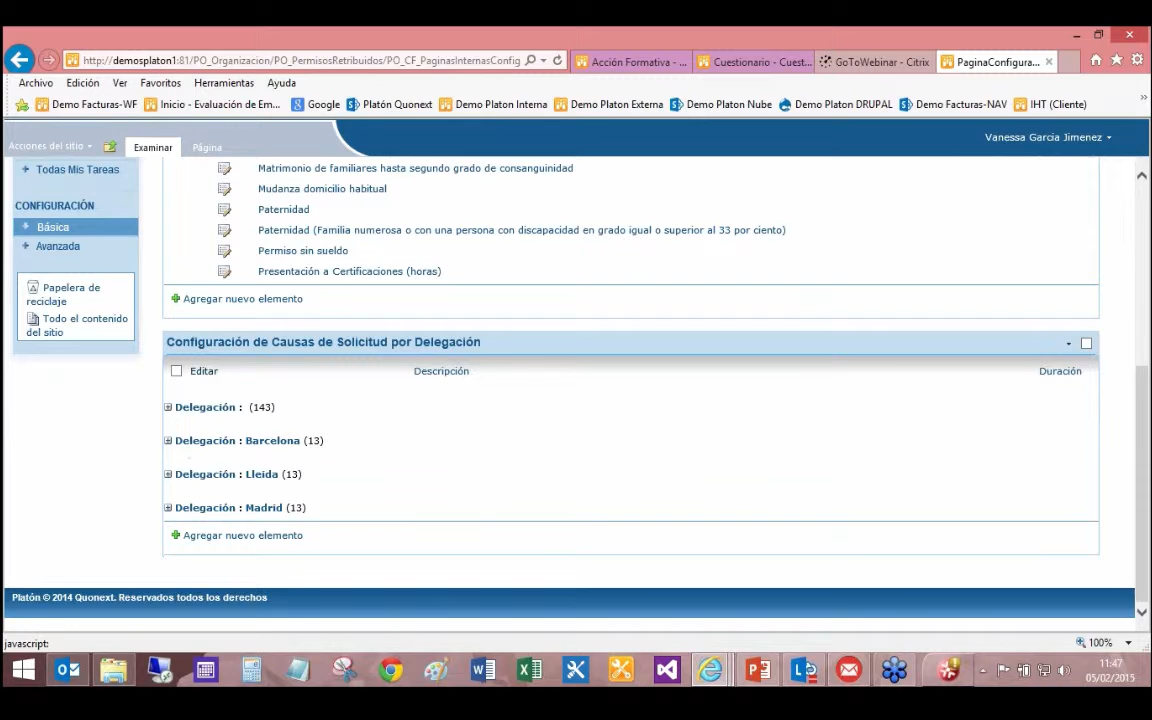 http://demosplaton1:81/PO_Organizacion/PO_PermisosRetribuidos/PO_CF_PaginasInternasConfig
Acción Formativa - ...
Cuestionario - Cuest...
GoToWebinar - Citrix
PaginaConfigura...
Archivo Edición Ver Favoritos Herramientas Ayuda
Demo Facturas-WF Inicio - Evaluación de Em... Google Platón Quonext Demo Platon Interna Demo Platon Externa Demo Platon Nube Demo Platon DRUPAL Demo Facturas-NAV IHT (Cliente)
Vanessa Garcia Jimenez
Acciones del sitio Examinar Página
Todas Mis Tareas
CONFIGURACIÓN
Básica
Avanzada
Papelera de
reciclaje
Todo el contenido
del sitio
Matrimonio de familiares hasta segundo grado de consanguinidad
Mudanza domicilio habitual
Paternidad
Paternidad (Familia numerosa o con una persona con discapacidad en grado igual o superior al 33 por ciento)
Permiso sin sueldo
Presentación a Certificaciones (horas)
Agregar nuevo elemento
Configuración de Causas de Solicitud por Delegación
Editar Descripción Duración
Delegación : (143)
Delegación : Barcelona (13)
Delegación : Lleida (13)
Delegación : Madrid (13)
Agregar nuevo elemento
Platón © 2014 Quonext. Reservados todos los derechos
javascript:
100%
11:47
05/02/2015